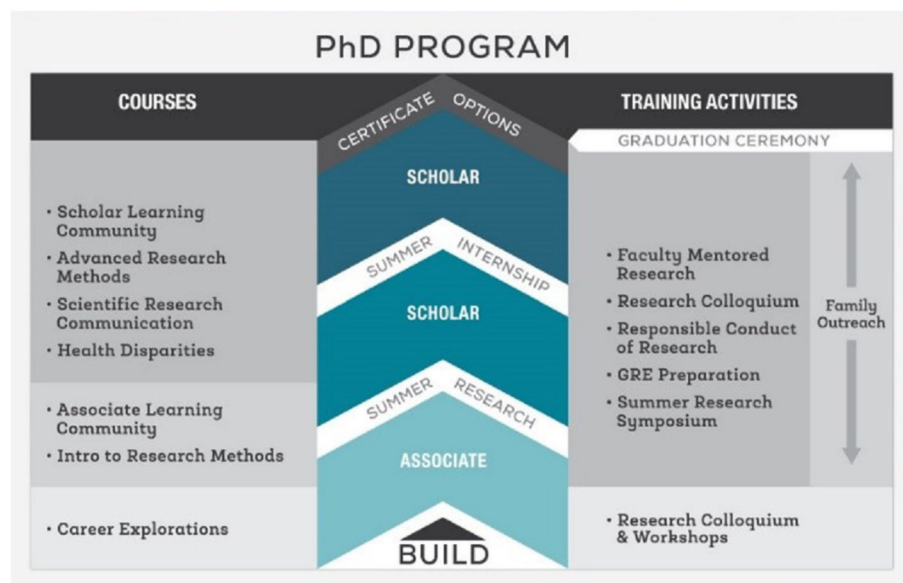 PhD PROGRAM
COURSES
• Scholar Learning
Community
• Advanced Research
Methods
• Scientific Research
Communication
• Health Disparities
• Associate Learning
Community
• Intro to Research Methods
• Career Explorations
CERTIFICATE OPTIONS
SCHOLAR
SUMMER INTERNSHIP
SCHOLAR
SUMMER RESEARCH
ASSOCIATE
BUILD
TRAINING ACTIVITIES
GRADUATION CEREMONY
• Faculty Mentored
Research
• Research Colloquium
• Responsible Conduct
of Research
• GRE Preparation
• Summer Research
Symposium
Family
Outreach
• Research Colloquium
& Workshops